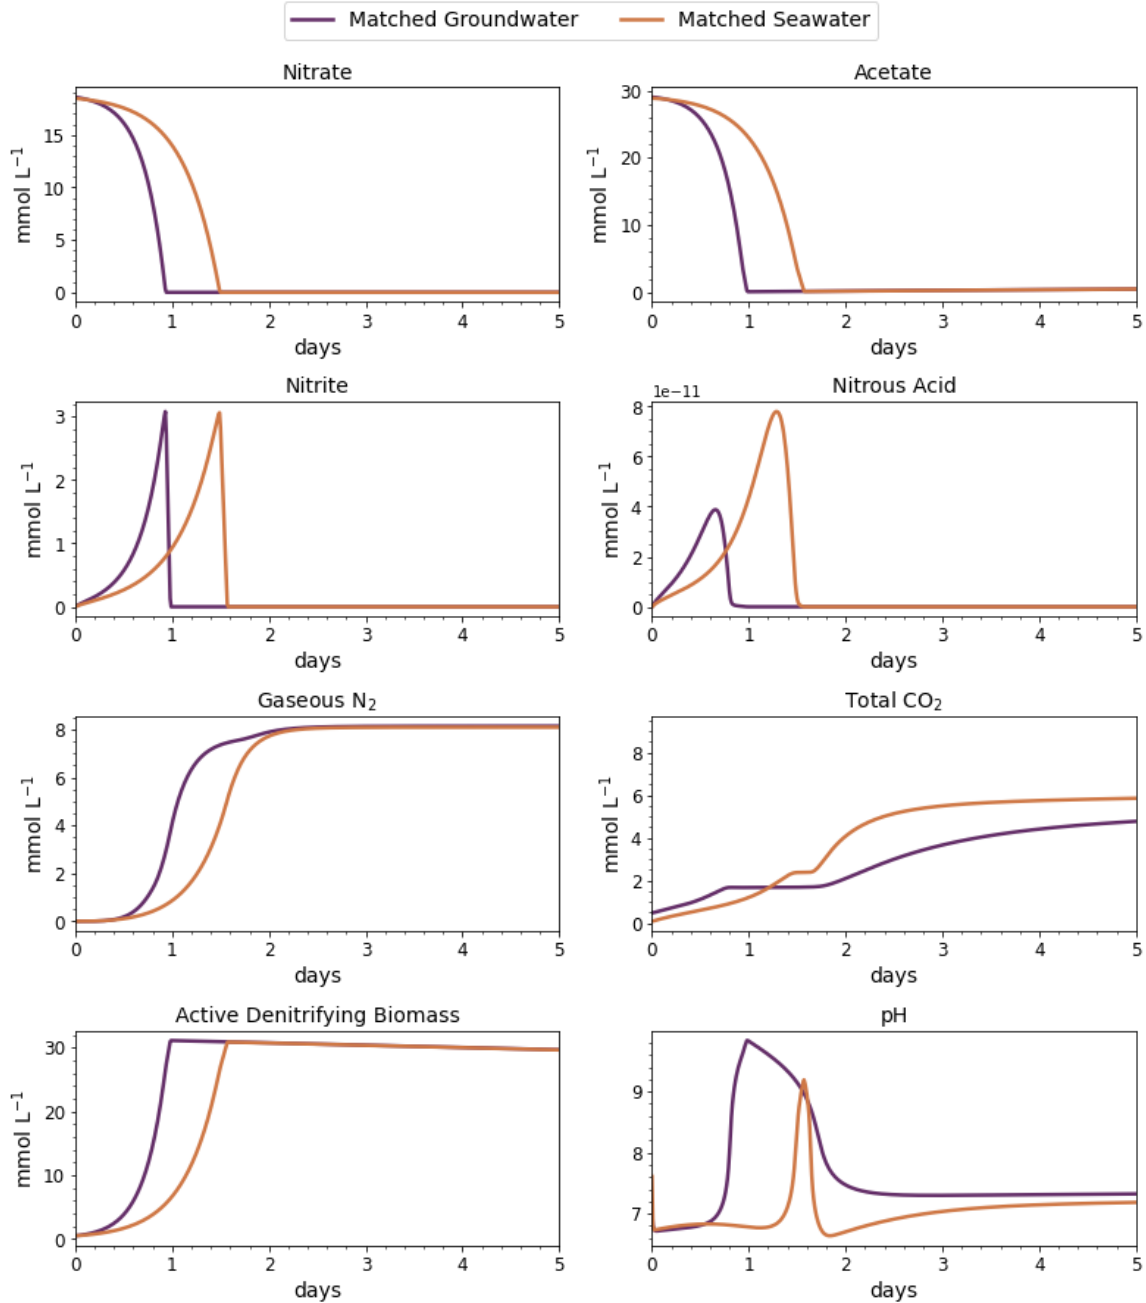 Matched Groundwater Matched Seawater
Nitrate Acetate
mmol L⁻¹ 15 10 5 0 mmol L⁻¹ 30 20 10 0
0 1 2 3 4 5 0 1 2 3 4 5
days days
Nitrite Nitrous Acid
1e−11
mmol L⁻¹ 3 2 1 0 mmol L⁻¹ 8 6 4 2 0
0 1 2 3 4 5 0 1 2 3 4 5
days days
Gaseous N₂ Total CO₂
mmol L⁻¹ 8 6 4 2 0 mmol L⁻¹ 8 6 4 2 0
0 1 2 3 4 5 0 1 2 3 4 5
days days
Active Denitrifying Biomass pH
mmol L⁻¹ 30 20 10 0 9 8 7
0 1 2 3 4 5 0 1 2 3 4 5
days days